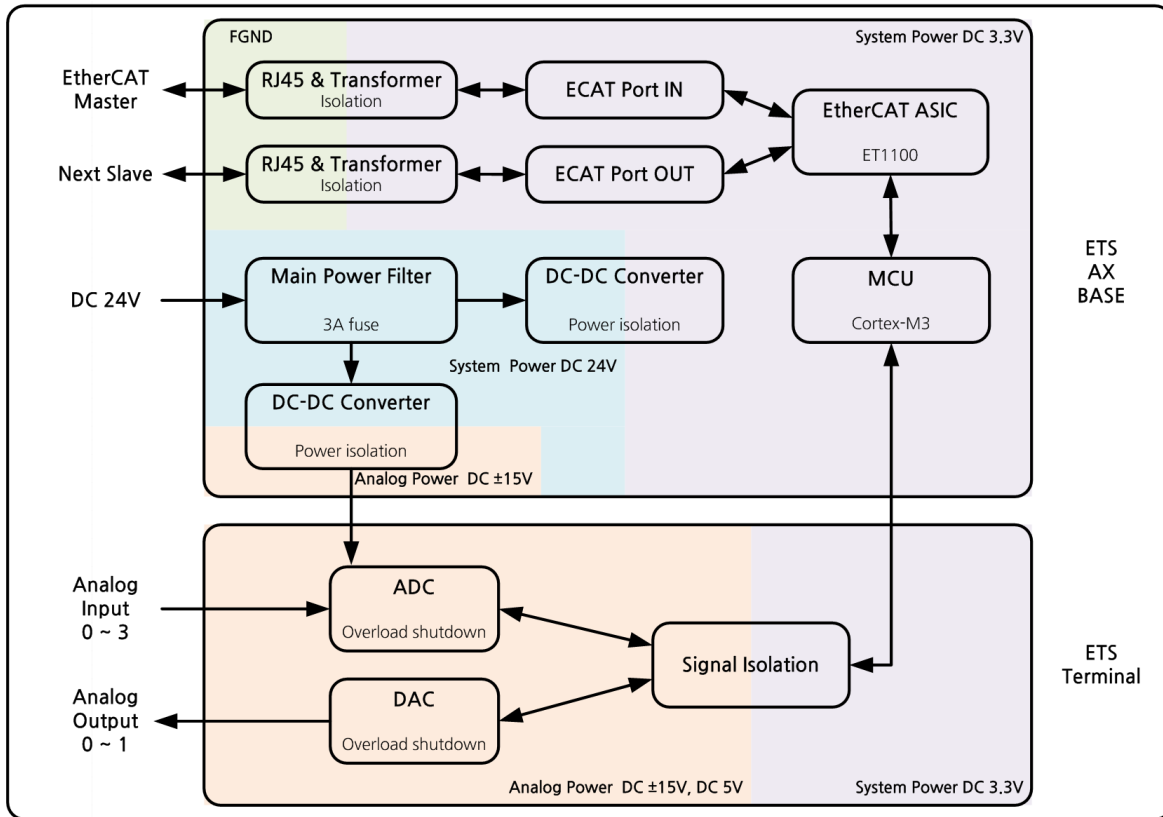 FGND
System Power DC 3.3V
EtherCAT
Master
RJ45 & Transformer
Isolation
ECAT Port IN
EtherCAT ASIC
ET1100
Next Slave
RJ45 & Transformer
Isolation
ECAT Port OUT
DC 24V
Main Power Filter
3A fuse
DC-DC Converter
Power isolation
MCU
Cortex-M3
ETS
AX
BASE
System Power DC 24V
DC-DC Converter
Power isolation
Analog Power DC ±15V
Analog
Input
0 ~ 3
ADC
Overload shutdown
Signal Isolation
ETS
Terminal
Analog
Output
0 ~ 1
DAC
Overload shutdown
Analog Power DC ±15V, DC 5V
System Power DC 3.3V